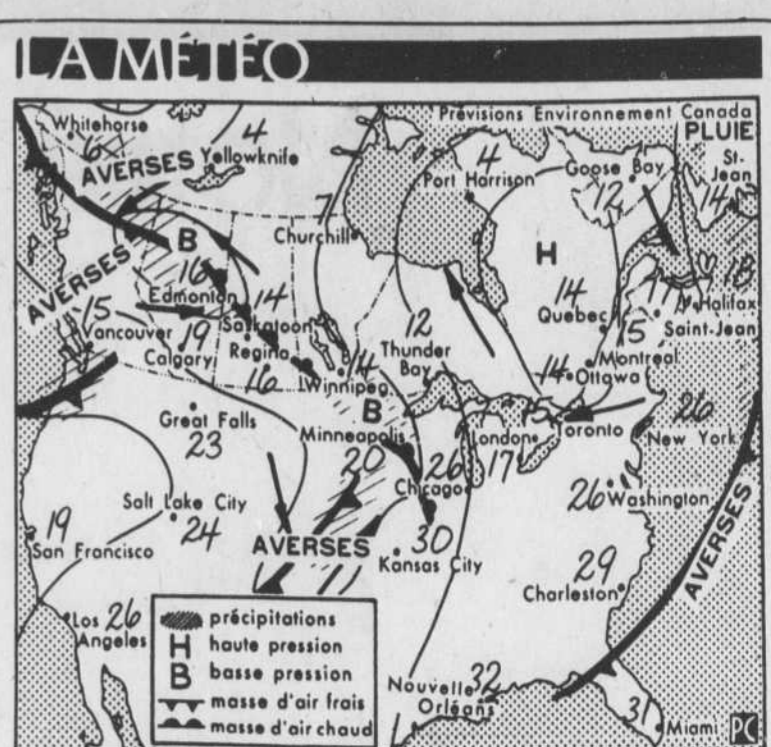 LA MÉTÉO
Prévisions Environnement Canada
PLUIE
Whitehorse
6
4
AVERSES
Yellowknife
4
Port Harrison
Goose Bay
12
St-
Jean
14
7
Churchill
B
H
AVERSES
16
Edmonton
14
Saskatoon
15
Vancouver
19
Calgary
Regina
16
14
Winnipeg
12
Thunder
Bay
14
Quebec
15
Montreal
14
Ottawa
18
Halifax
Saint-Jean
B
Great Falls
23
Minneapolis
20
26
Chicago
London
17
15
Toronto
26
New York
Salt Lake City
24
26
Washington
19
San Francisco
AVERSES
30
Kansas City
29
Charleston
AVERSES
Los
Angeles
26
Nouvelle
Orléans
32
31
Miami
PC
précipitations
H haute pression
B basse pression
masse d'air frais
masse d'air chaud